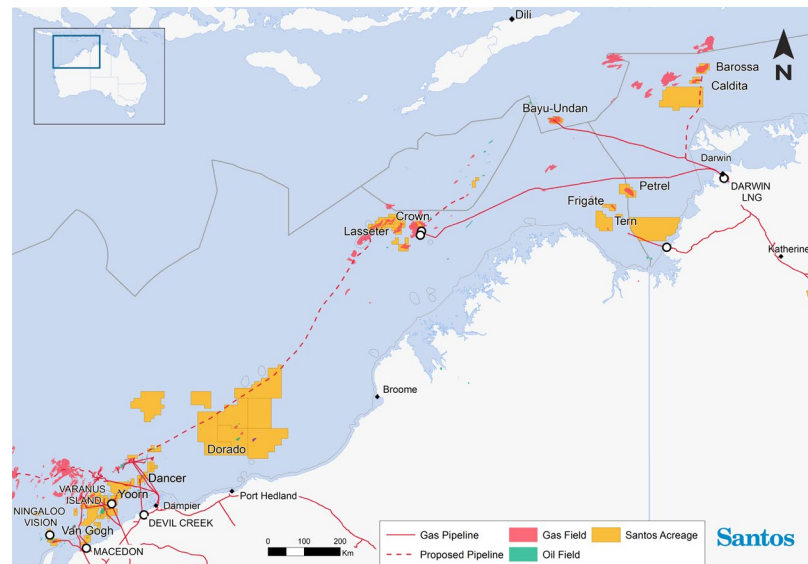 Dili
Barossa
Caldita
N
Bayu-Undan
Darwin
DARWIN
LNG
Petrel
Frigate
Tern
Crown
Lasseter
Katherine
Broome
Dorado
Dancer
VARANUS
ISLAND
Yoorn
NINGALOO
VISION
Van Gogh
Dampier
Port Hedland
DEVIL CREEK
MACEDON
0 50 100 200
Km
Gas Pipeline
Proposed Pipeline
Gas Field
Oil Field
Santos Acreage
Santos